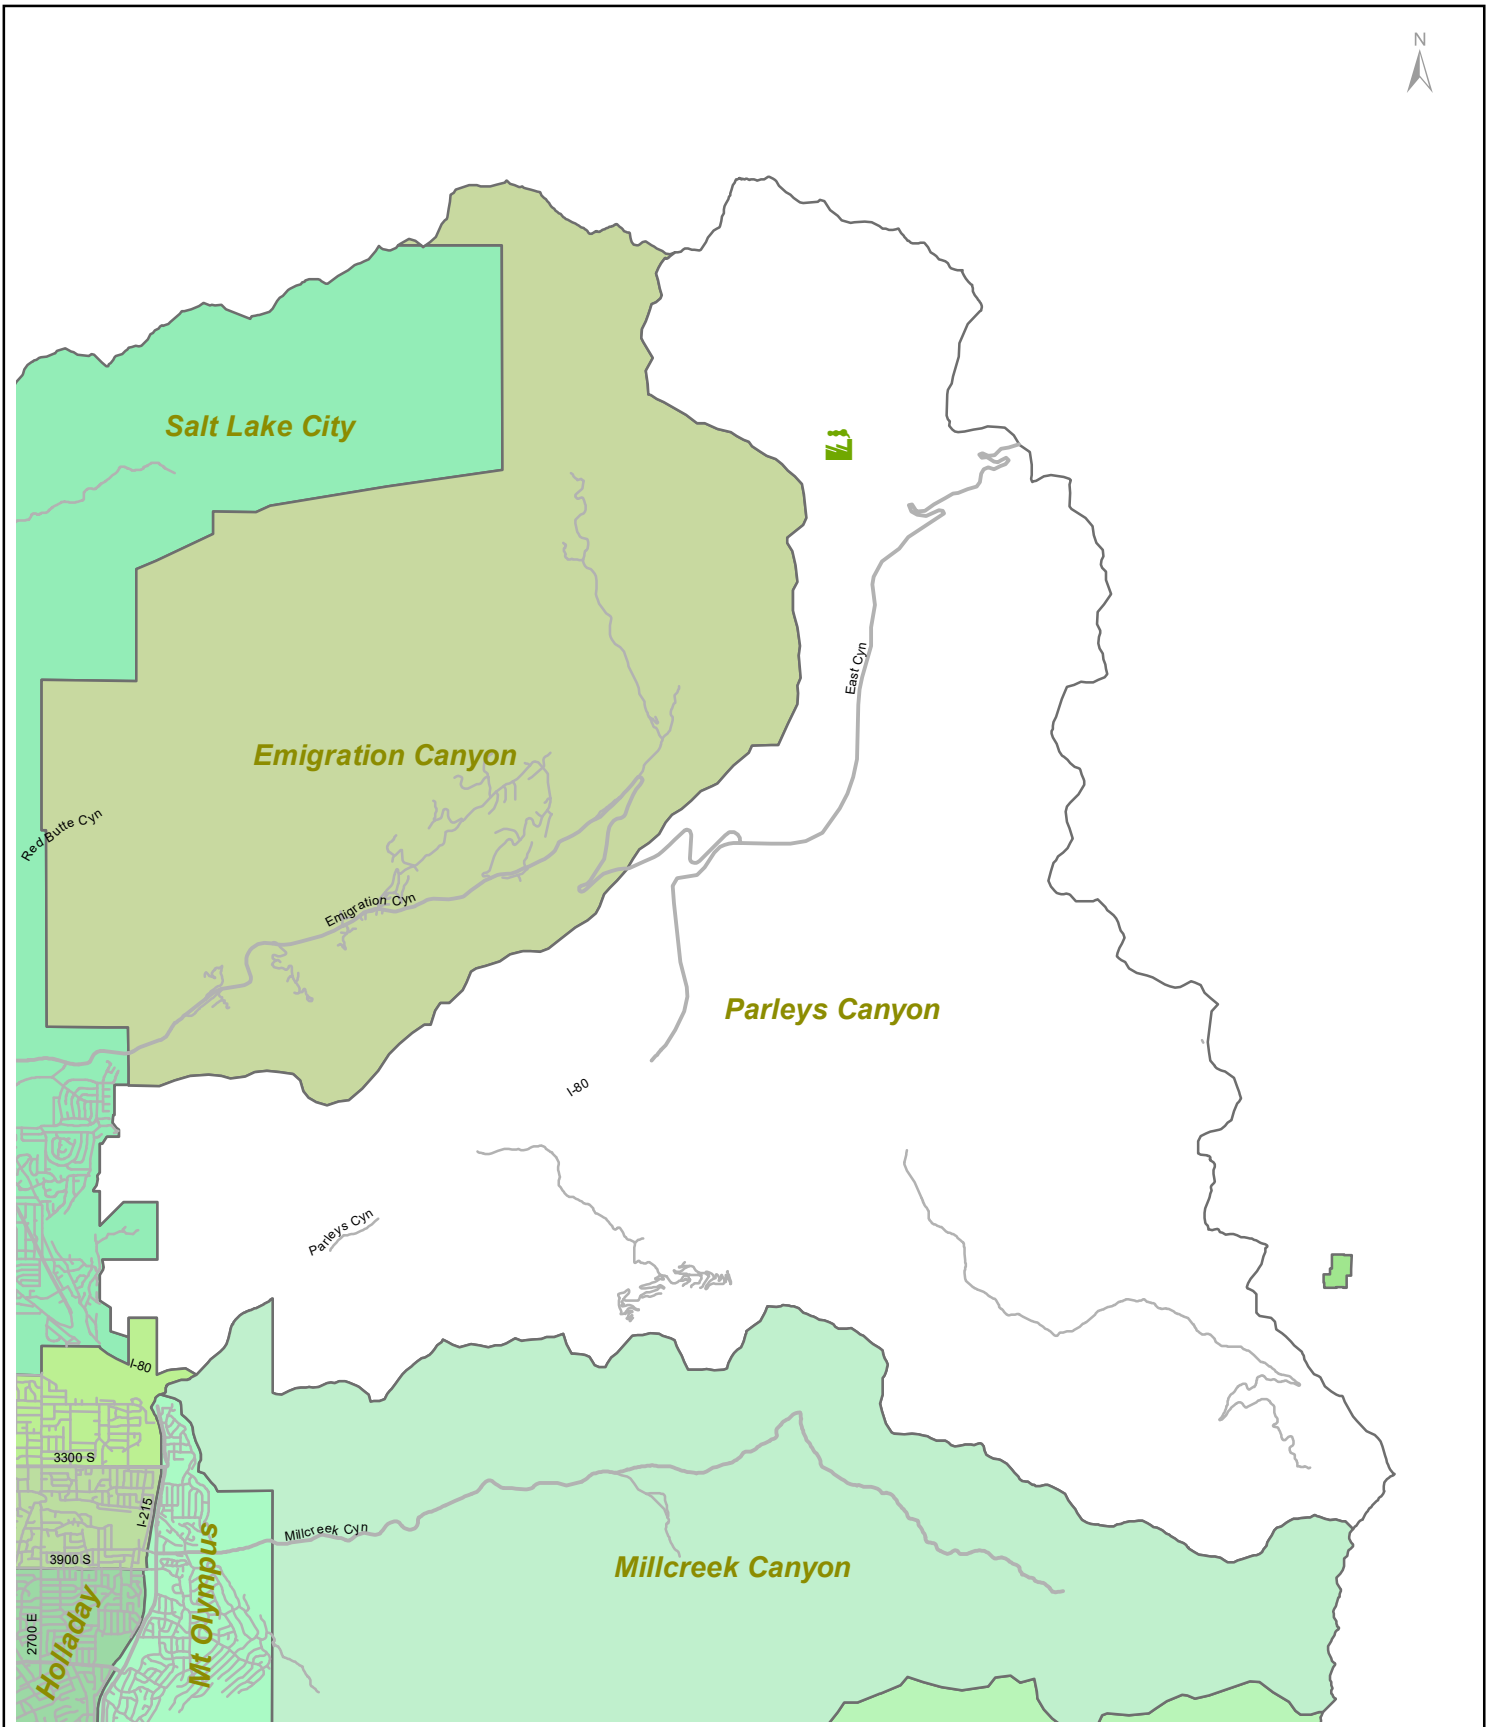 N
Salt Lake City
East Cyn
Emigration Canyon
Red Butte Cyn
Emigration Cyn
Parleys Canyon
I-80
Parleys Cyn
I-80
3300 S
I-215
Millcreek Cyn
3900 S
Millcreek Canyon
Mt Olympus
Holladay
2700 E